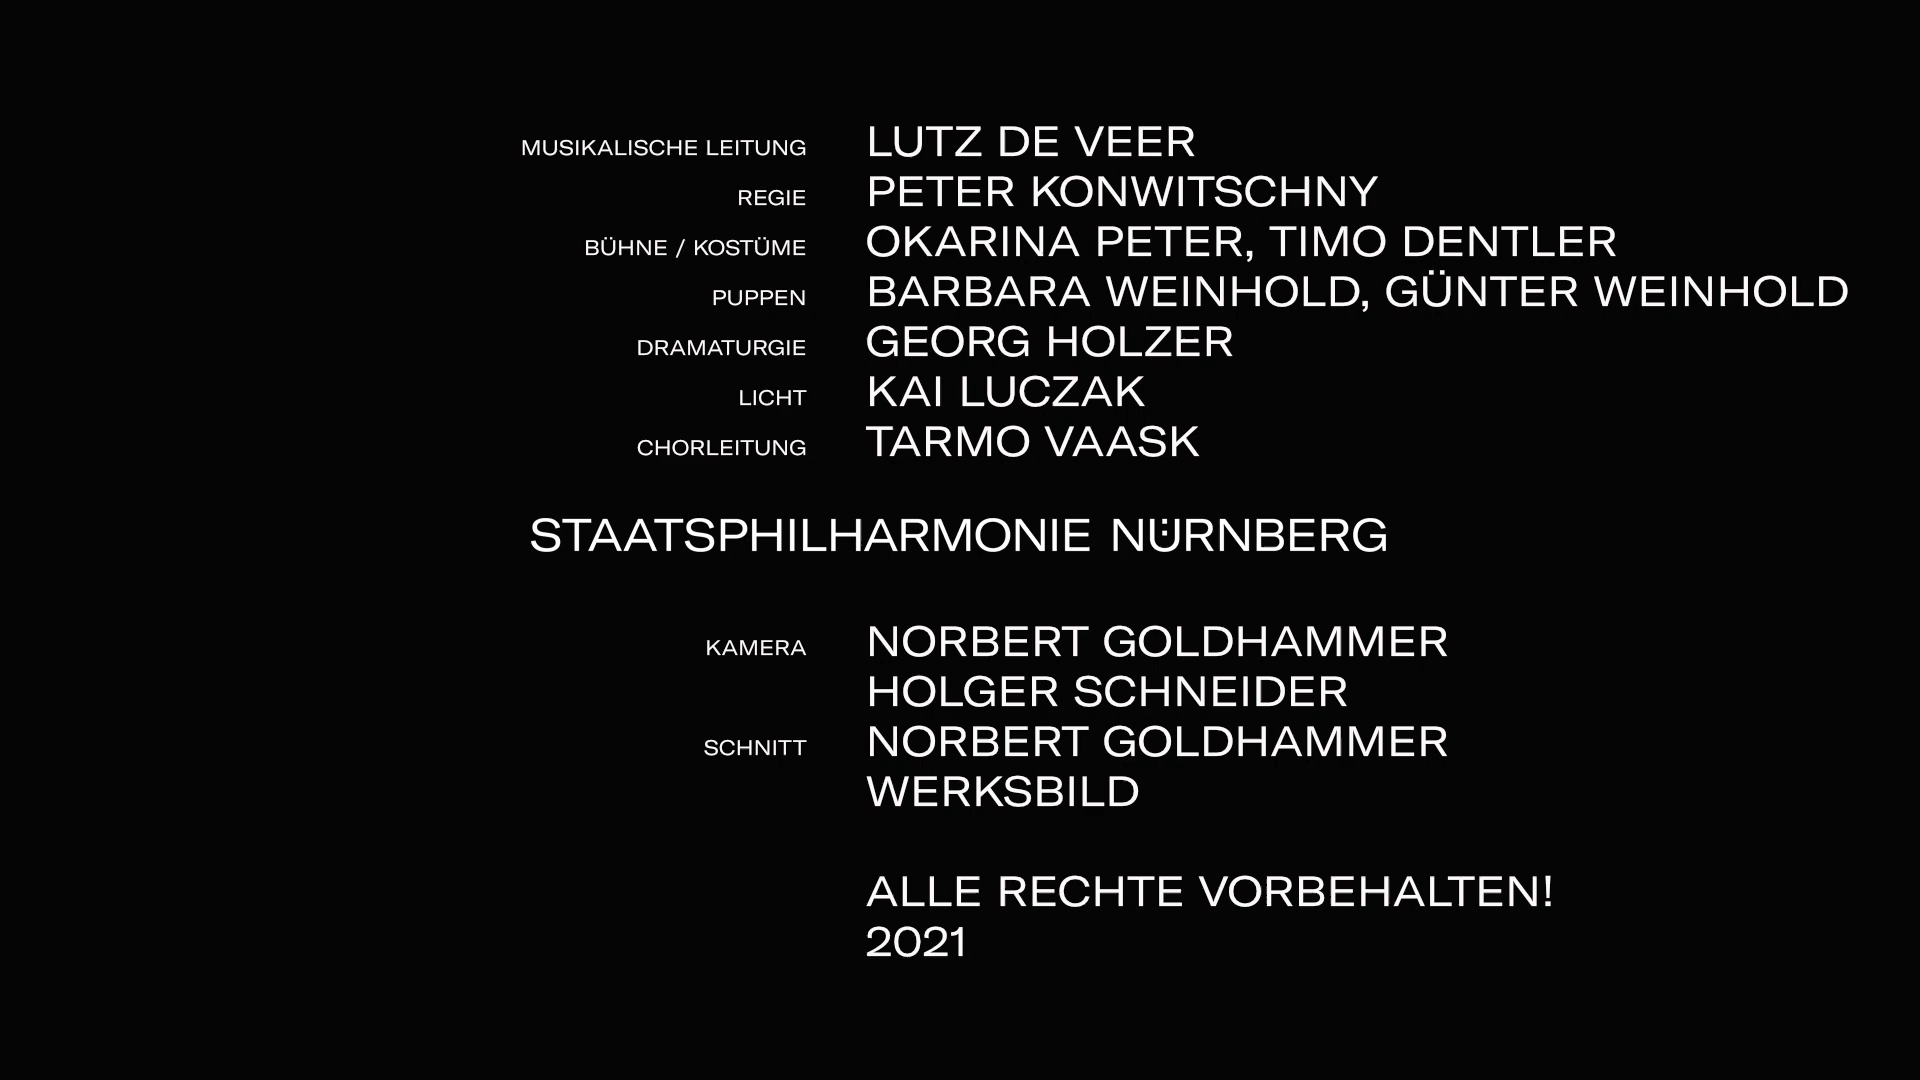 MUSIKALISCHE LEITUNG LUTZ DE VEER
REGIE PETER KONWITSCHNY
BÜHNE / KOSTÜME OKARINA PETER, TIMO DENTLER
PUPPEN BARBARA WEINHOLD, GÜNTER WEINHOLD
DRAMATURGIE GEORG HOLZER
LICHT KAI LUCZAK
CHORLEITUNG TARMO VAASK
STAATSPHILHARMONIE NÜRNBERG
KAMERA NORBERT GOLDHAMMER
HOLGER SCHNEIDER
SCHNITT NORBERT GOLDHAMMER
WERKSBILD
ALLE RECHTE VORBEHALTEN!
2021